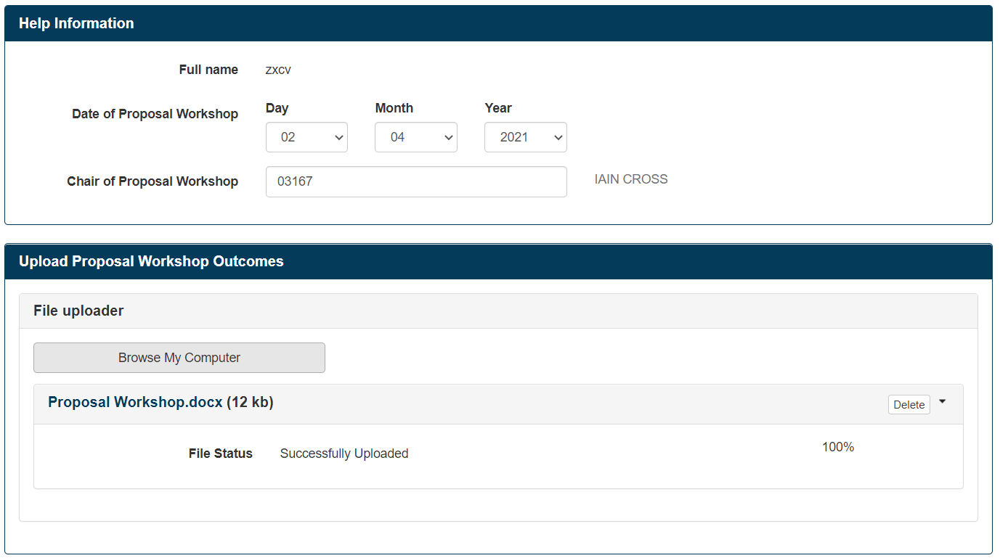 Help Information
Full name zxcv
Day Month Year
Date of Proposal Workshop
02 04 2021
Chair of Proposal Workshop 03167 IAIN CROSS
Upload Proposal Workshop Outcomes
File uploader
Browse My Computer
Proposal Workshop.docx (12 kb) Delete
File Status Successfully Uploaded 100%